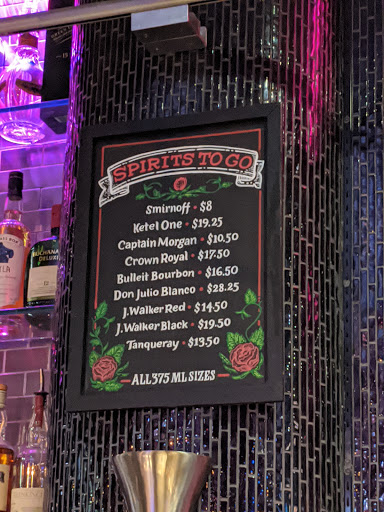 SPIRITS TO GO
Smirnoff • $8
Ketel One • $19.25
Captain Morgan • $10.50
Crown Royal • $17.50
Bulleit Bourbon • $16.50
Don Julio Blanco • $28.25
J.Walker Red • $14.50
J.Walker Black • $19.50
Tanqueray • $13.50
ALL 375 ML SIZES
BUCHANAN
DELUXE